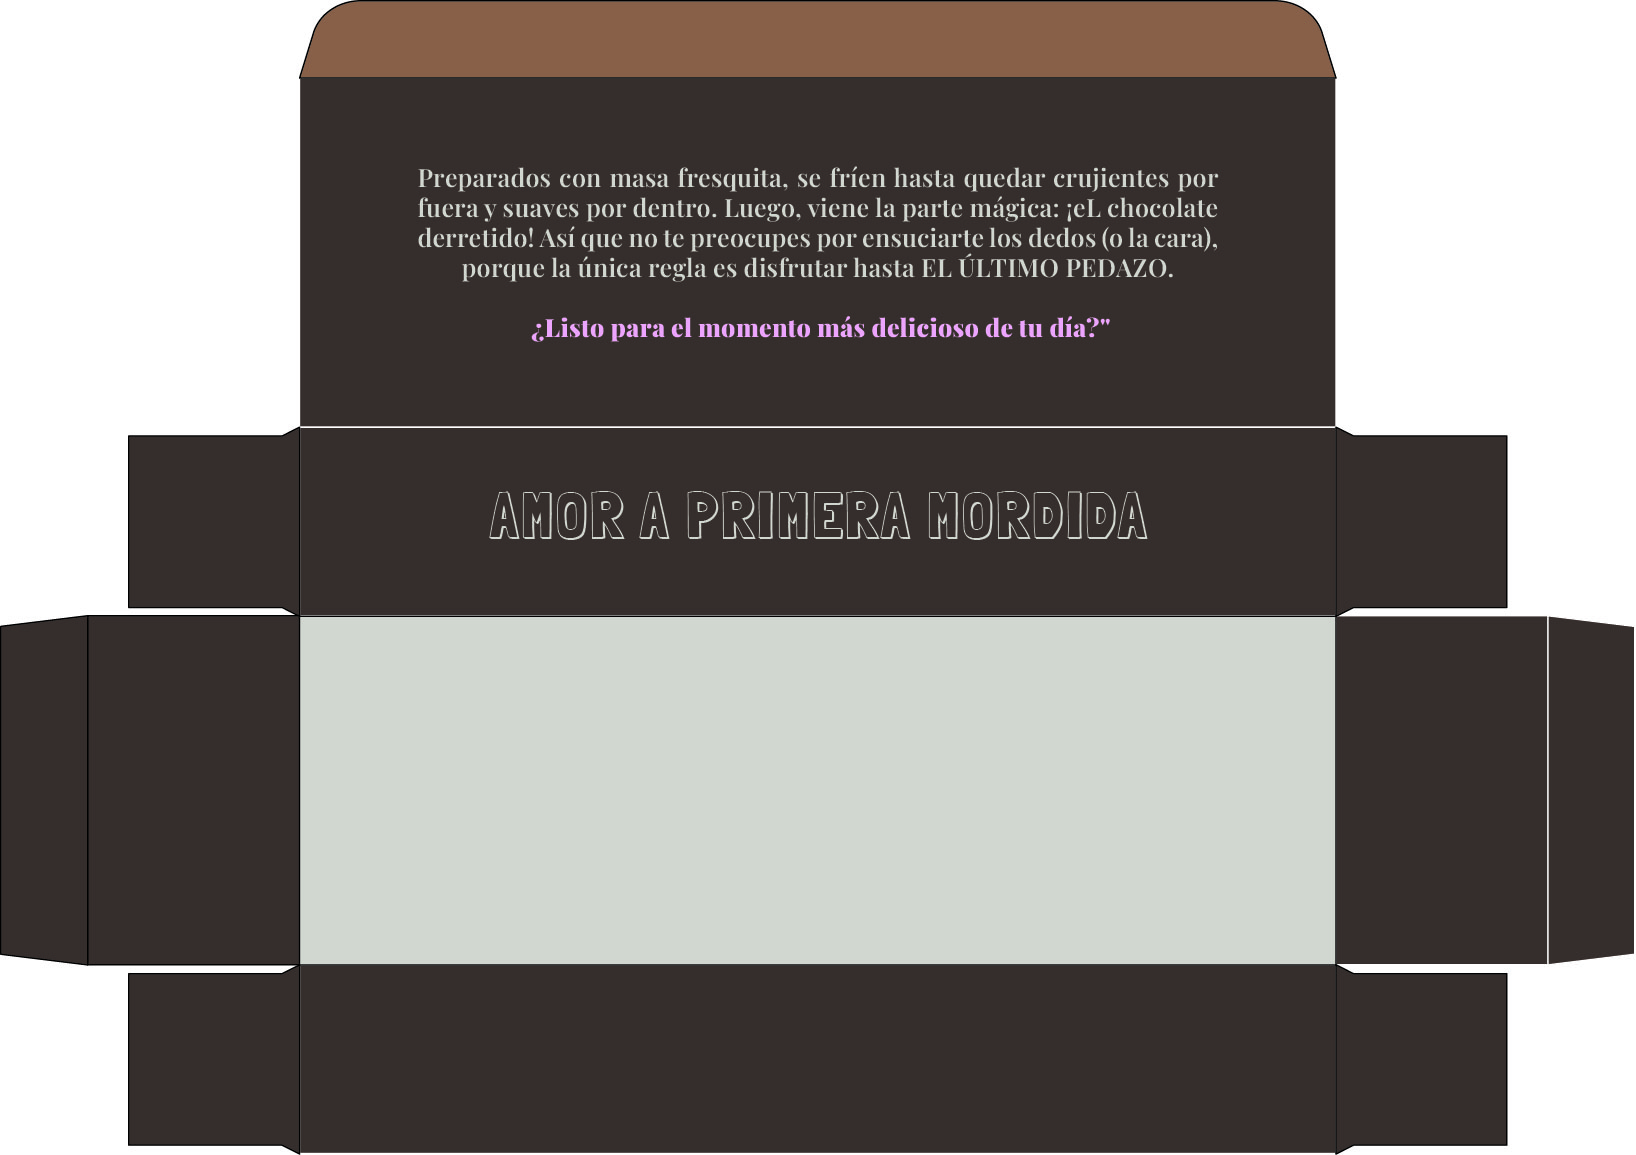 Preparados con masa fresquita, se fríen hasta quedar crujientes por
fuera y suaves por dentro. Luego, viene la parte mágica: ¡eL chocolate
derretido! Así que no te preocupes por ensuciarte los dedos (o la cara),
porque la única regla es disfrutar hasta EL ÚLTIMO PEDAZO.
¿Listo para el momento más delicioso de tu día?"
AMOR A PRIMERA MORDIDA